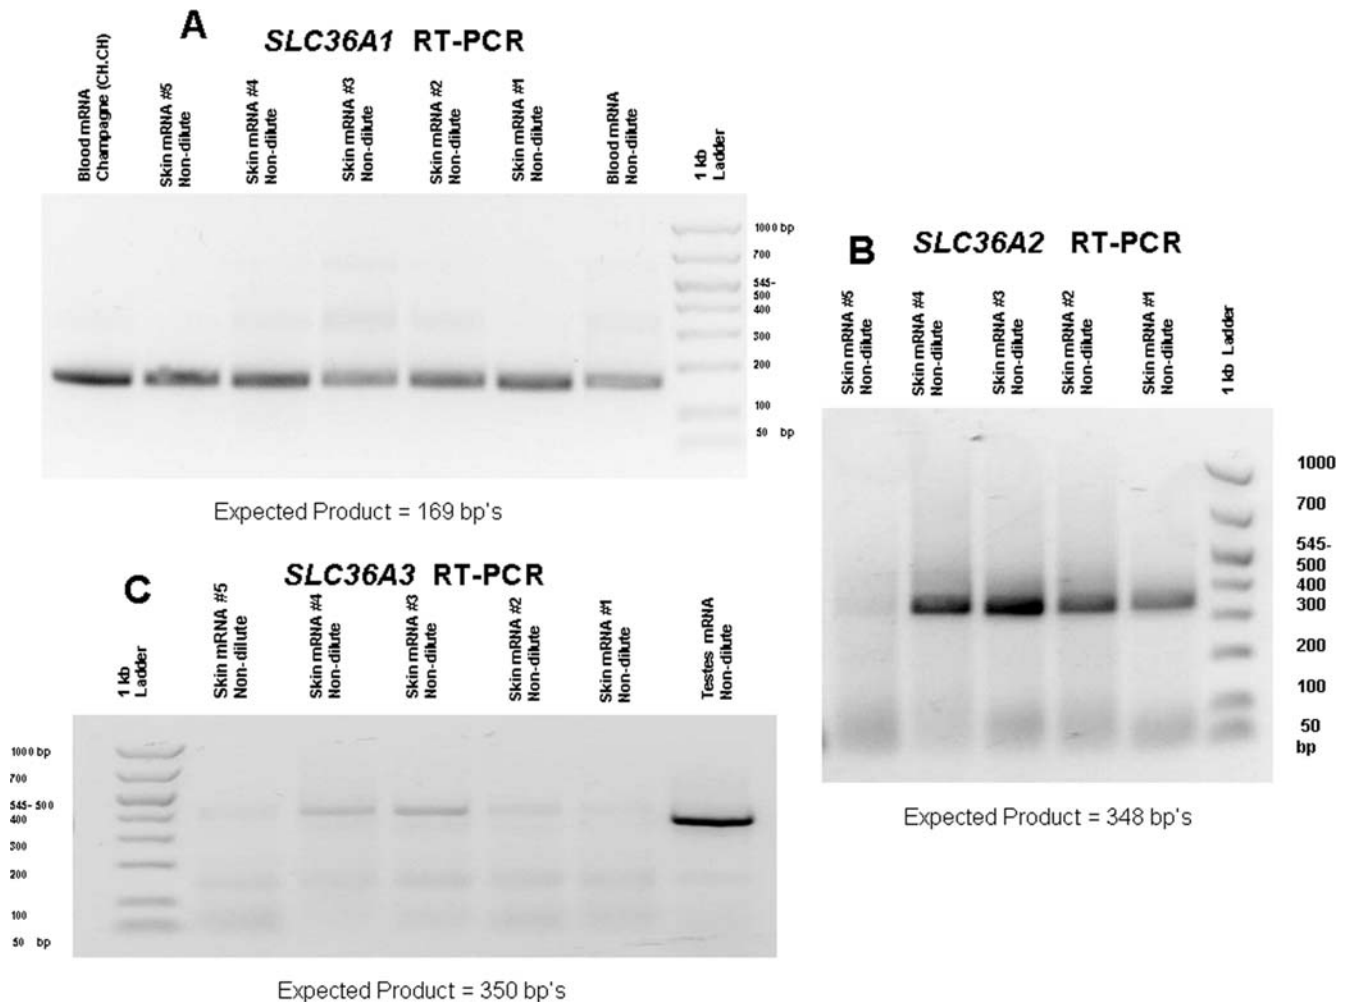 A
SLC36A1 RT-PCR
Blood mRNA
Champagne (CH.CH)
Skin mRNA #5
Non-dilute
Skin mRNA #4
Non-dilute
Skin mRNA #3
Non-dilute
Skin mRNA #2
Non-dilute
Skin mRNA #1
Non-dilute
Blood mRNA
Non-dilute
1 kb
Ladder
1000 bp
700
545-
500
400
300
200
100
50 bp
Expected Product = 169 bp's
B
SLC36A2 RT-PCR
Skin mRNA #5
Non-dilute
Skin mRNA #4
Non-dilute
Skin mRNA #3
Non-dilute
Skin mRNA #2
Non-dilute
Skin mRNA #1
Non-dilute
1 kb Ladder
1000
700
545-
500
400
300
200
100
50
bp
Expected Product = 348 bp's
C
SLC36A3 RT-PCR
1 kb
Ladder
Skin mRNA #5
Non-dilute
Skin mRNA #4
Non-dilute
Skin mRNA #3
Non-dilute
Skin mRNA #2
Non-dilute
Skin mRNA #1
Non-dilute
Testes mRNA
Non-dilute
1000 bp
700
545- 500
400
300
200
100
50 bp
Expected Product = 350 bp's